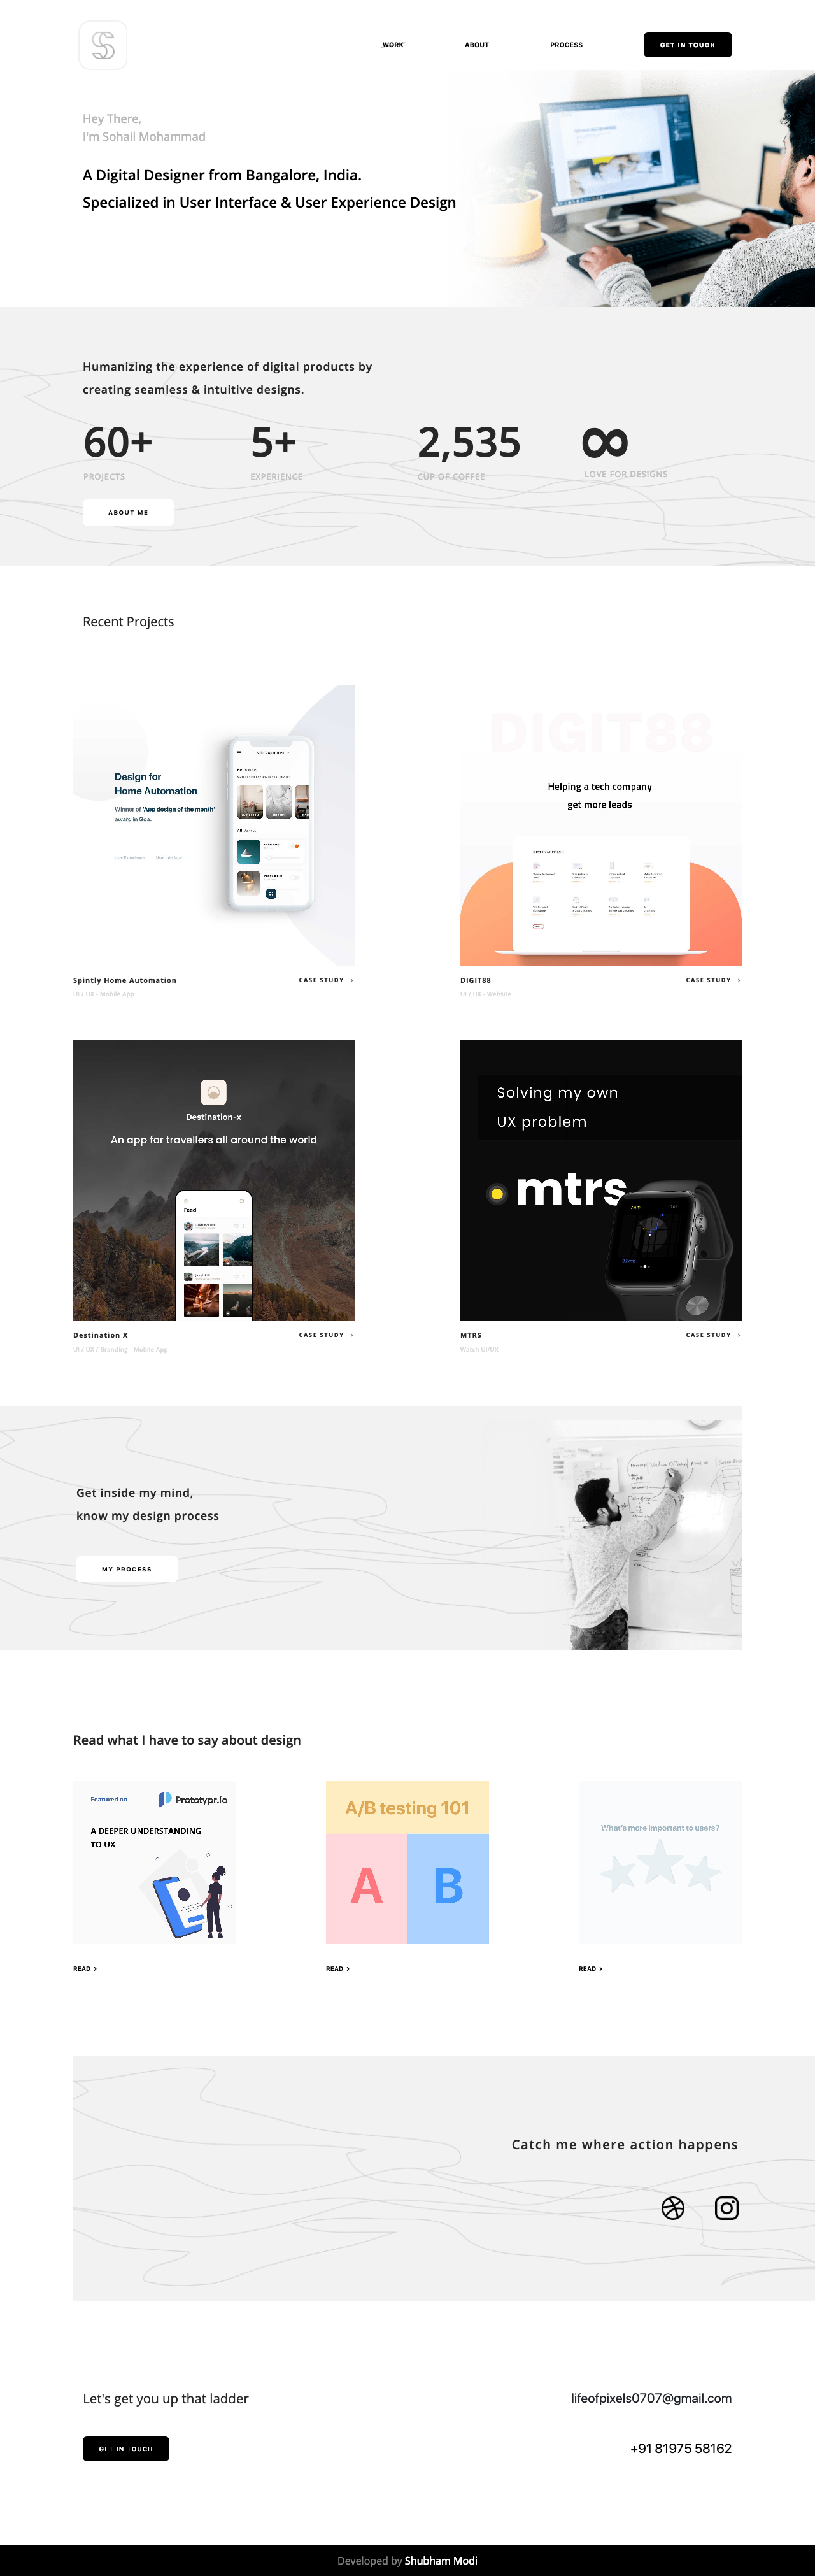 WORK
ABOUT
PROCESS
GET IN TOUCH
Hey There,
I'm Sohail Mohammad
A Digital Designer from Bangalore, India.
Specialized in User Interface & User Experience Design
Humanizing the experience of digital products by
creating seamless & intuitive designs.
60+
5+
2,535
∞
PROJECTS
EXPERIENCE
CUP OF COFFEE
LOVE FOR DESIGNS
ABOUT ME
Recent Projects
Design for
Home Automation
Winner of 'App design of the month'
award in Goa.
User Experience
User Interface
DIGIT88
Helping a tech company
get more leads
Spintly Home Automation
CASE STUDY ›
UI / UX - Mobile App
DIGIT88
CASE STUDY ›
UI / UX - Website
Destination-x
An app for travellers all around the world
Feed
Solving my own
UX problem
mtrs
Destination X
CASE STUDY ›
UI / UX / Branding - Mobile App
MTRS
CASE STUDY ›
Watch UI/UX
Get inside my mind,
know my design process
MY PROCESS
Read what I have to say about design
Featured on
Prototypr.io
A DEEPER UNDERSTANDING
TO UX
A/B testing 101
A
B
What's more important to users?
READ ›
READ ›
READ ›
Catch me where action happens
Let's get you up that ladder
lifeofpixels0707@gmail.com
GET IN TOUCH
+91 81975 58162
Developed by Shubham Modi